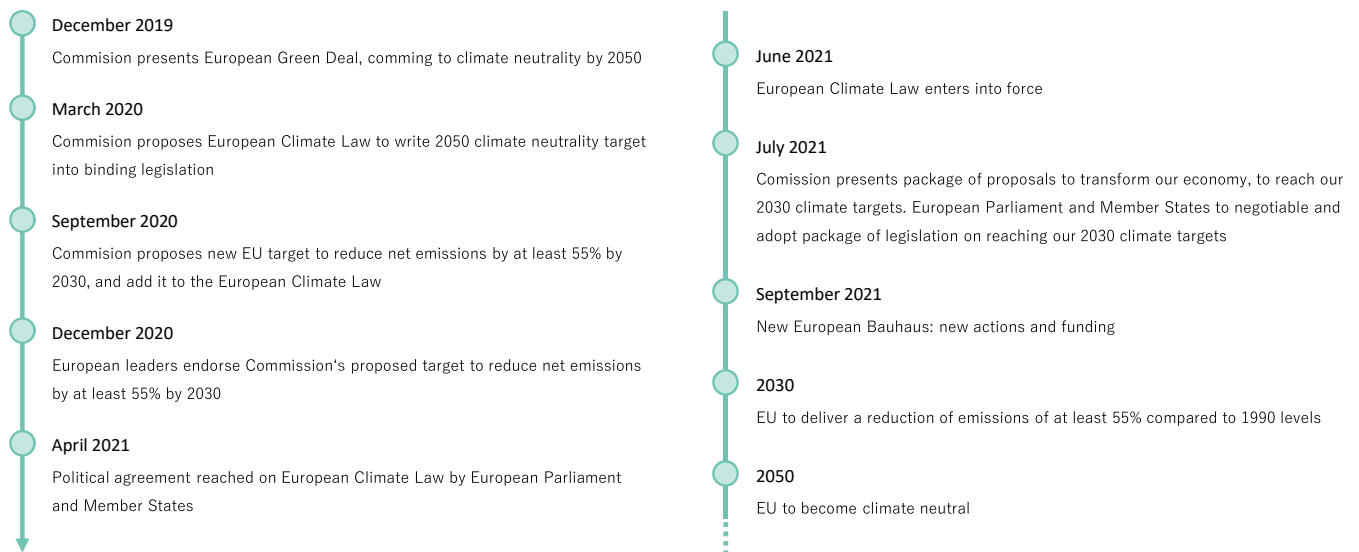 December 2019
Commision presents European Green Deal, comming to climate neutrality by 2050
March 2020
Commision proposes European Climate Law to write 2050 climate neutrality target
into binding legislation
September 2020
Commision proposes new EU target to reduce net emissions by at least 55% by
2030, and add it to the European Climate Law
December 2020
European leaders endorse Commission‘s proposed target to reduce net emissions
by at least 55% by 2030
April 2021
Political agreement reached on European Climate Law by European Parliament
and Member States
June 2021
European Climate Law enters into force
July 2021
Comission presents package of proposals to transform our economy, to reach our
2030 climate targets. European Parliament and Member States to negotiable and
adopt package of legislation on reaching our 2030 climate targets
September 2021
New European Bauhaus: new actions and funding
2030
EU to deliver a reduction of emissions of at least 55% compared to 1990 levels
2050
EU to become climate neutral